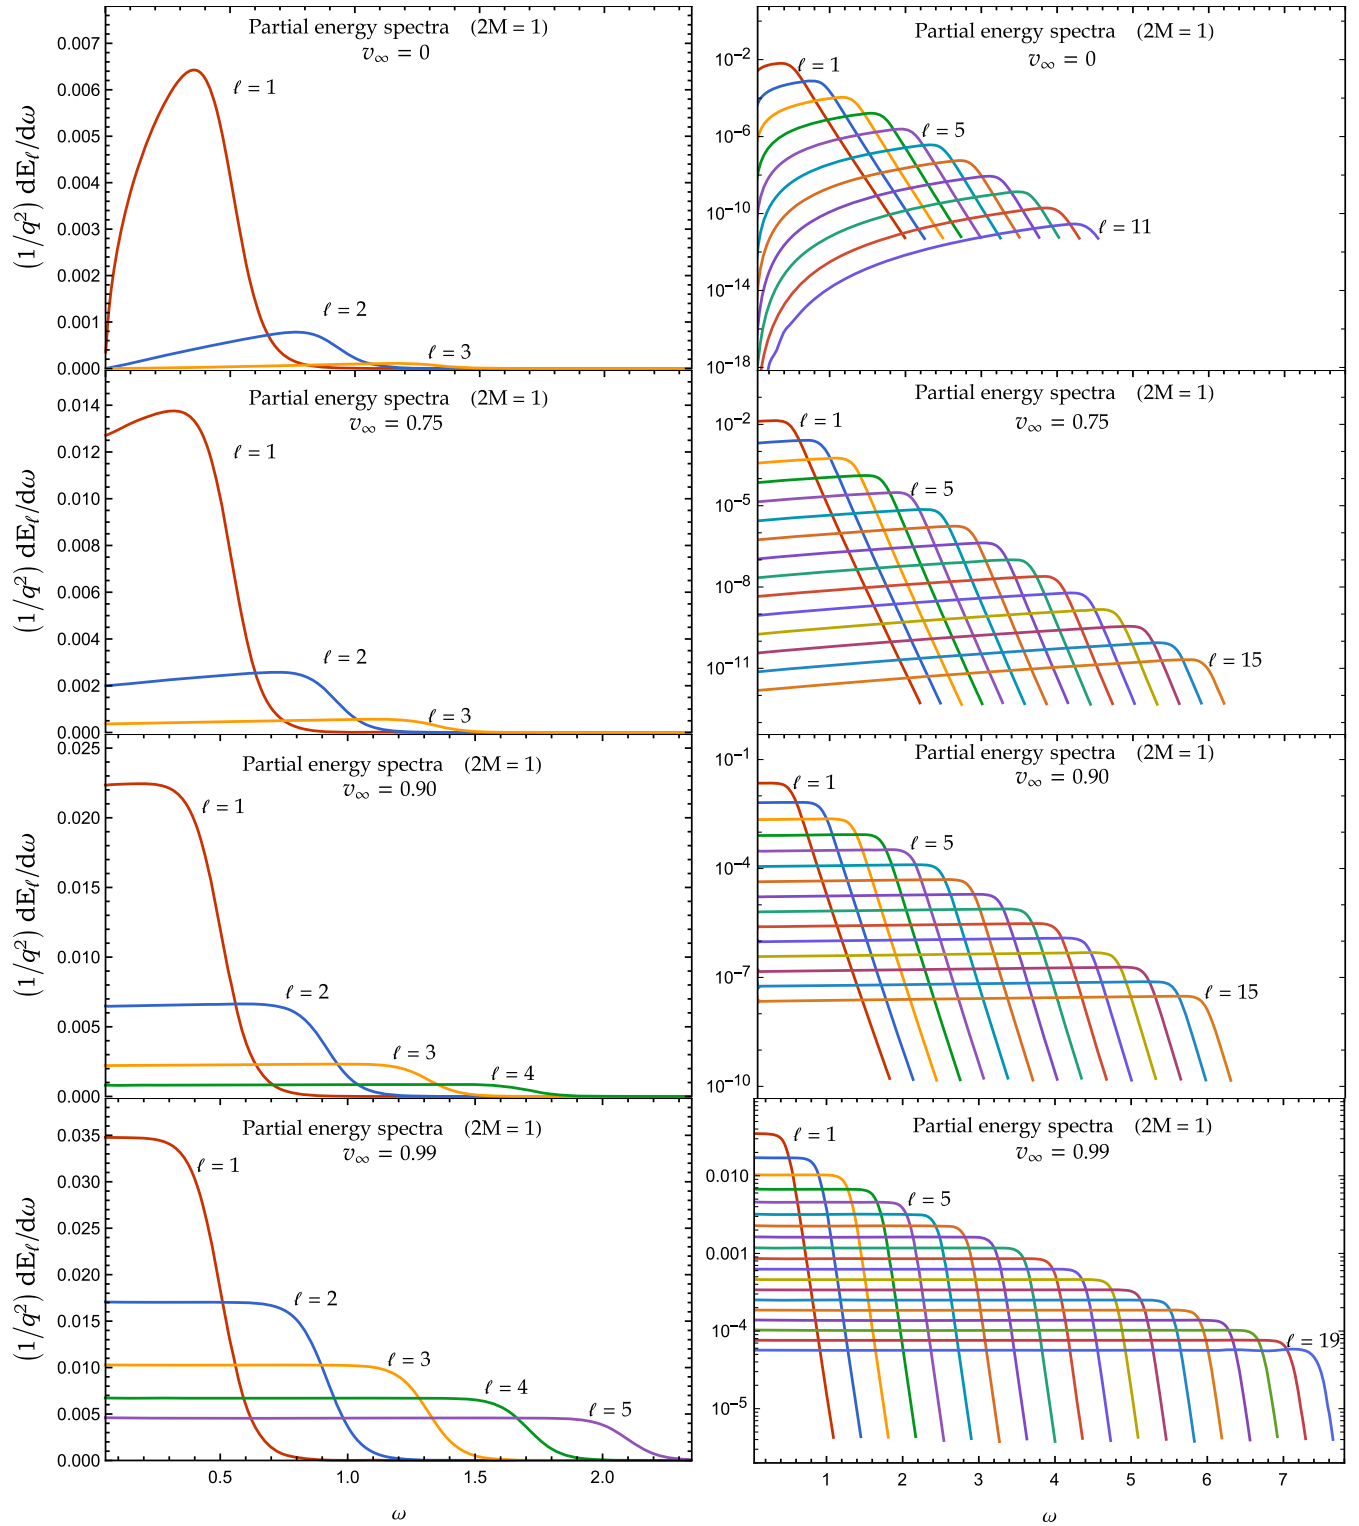 Partial energy spectra (2M = 1)
v∞ = 0
0.007
0.006
0.005
0.004
0.003
0.002
0.001
0.000
(1/q²) dEℓ/dω
ℓ = 1
ℓ = 2
ℓ = 3
Partial energy spectra (2M = 1)
v∞ = 0
10⁻²
10⁻⁶
10⁻¹⁰
10⁻¹⁴
10⁻¹⁸
ℓ = 1
ℓ = 5
ℓ = 11
Partial energy spectra (2M = 1)
v∞ = 0.75
0.014
0.012
0.010
0.008
0.006
0.004
0.002
0.000
(1/q²) dEℓ/dω
ℓ = 1
ℓ = 2
ℓ = 3
Partial energy spectra (2M = 1)
v∞ = 0.75
10⁻²
10⁻⁵
10⁻⁸
10⁻¹¹
ℓ = 1
ℓ = 5
ℓ = 15
Partial energy spectra (2M = 1)
v∞ = 0.90
0.025
0.020
0.015
0.010
0.005
0.000
(1/q²) dEℓ/dω
ℓ = 1
ℓ = 2
ℓ = 3
ℓ = 4
Partial energy spectra (2M = 1)
v∞ = 0.90
10⁻¹
10⁻⁴
10⁻⁷
10⁻¹⁰
ℓ = 1
ℓ = 5
ℓ = 15
Partial energy spectra (2M = 1)
v∞ = 0.99
0.035
0.030
0.025
0.020
0.015
0.010
0.005
0.000
(1/q²) dEℓ/dω
ℓ = 1
ℓ = 2
ℓ = 3
ℓ = 4
ℓ = 5
0.5 1.0 1.5 2.0
ω
Partial energy spectra (2M = 1)
v∞ = 0.99
0.010
0.001
10⁻⁴
10⁻⁵
ℓ = 1
ℓ = 5
ℓ = 19
1 2 3 4 5 6 7
ω